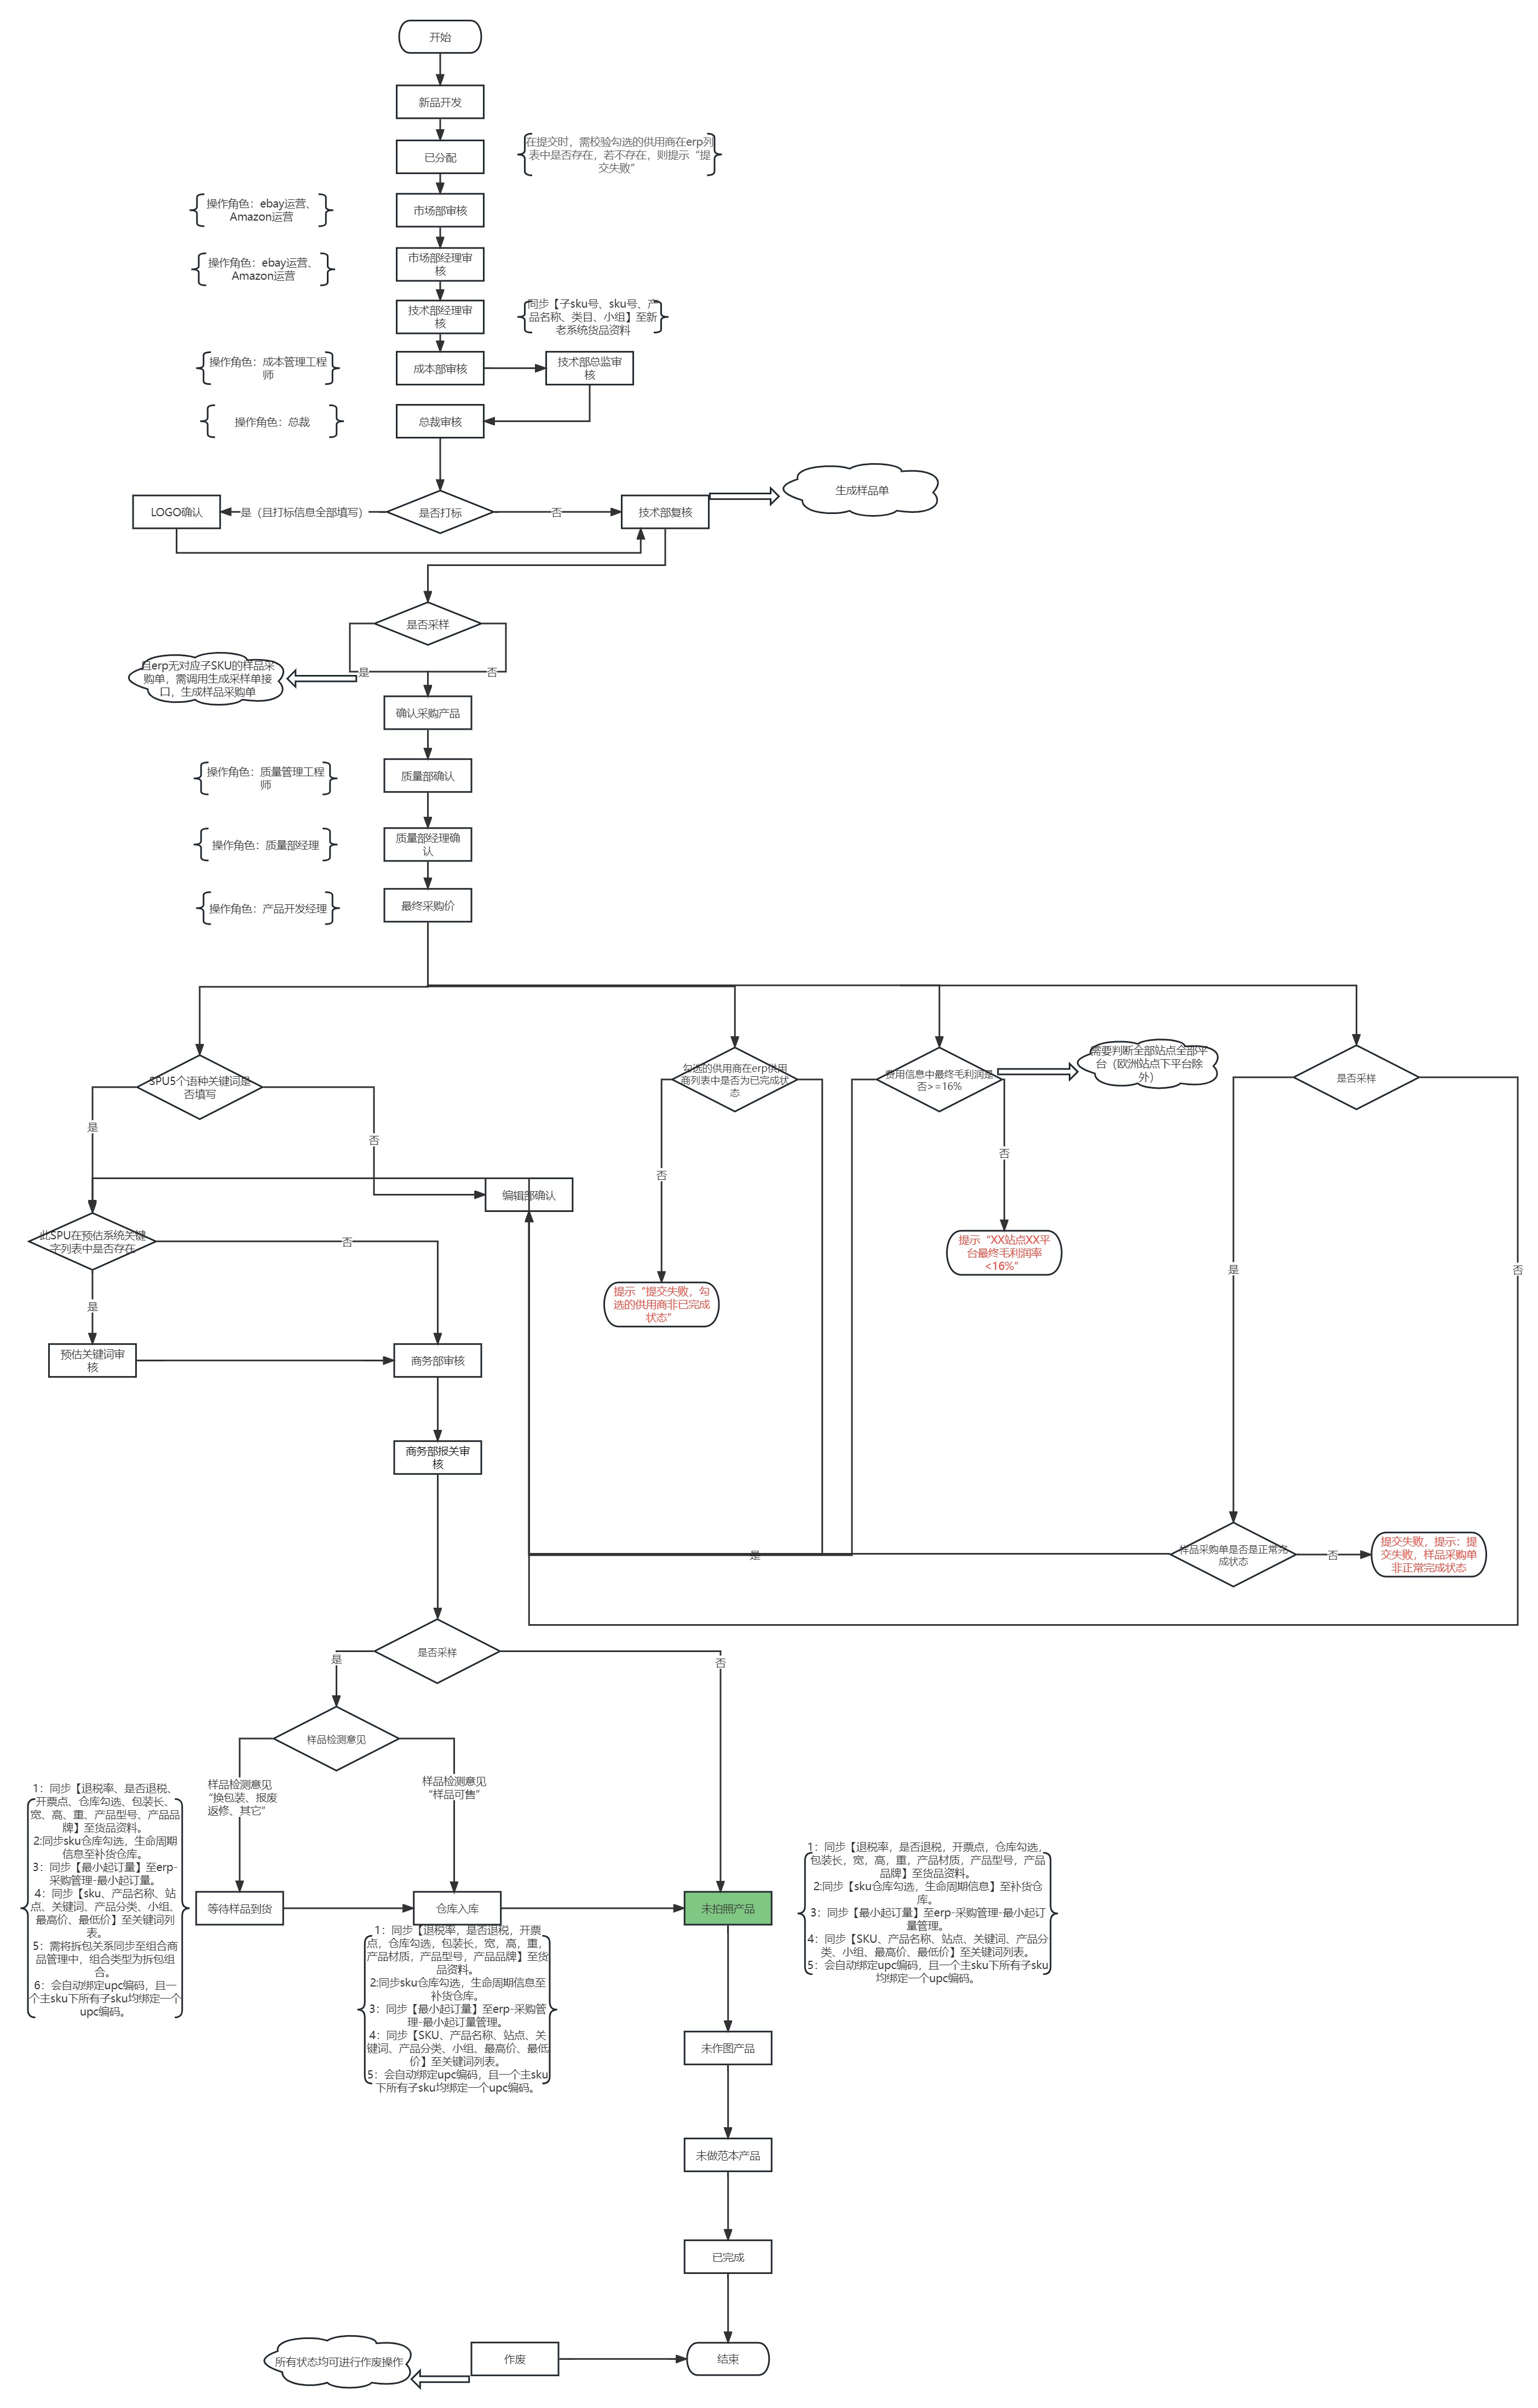 开始
新品开发
已分配
在提交时，需校验勾选的供用商在erp列
表中是否存在，若不存在，则提示“提
交失败”
操作角色：ebay运营、
Amazon运营
市场部审核
操作角色：ebay运营、
Amazon运营
市场部经理审
核
技术部经理审
核
同步【子sku号、sku号、产
品名称、类目、小组】至新
老系统货品资料
操作角色：成本管理工程
师
成本部审核
技术部总监审
核
操作角色：总裁
总裁审核
生成样品单
LOGO确认
是（且打标信息全部填写）
是否打标
否
技术部复核
是否采样
且erp无对应子SKU的样品采
购单，需调用生成采样单接
口，生成样品采购单
是
否
确认采购产品
操作角色：质量管理工程
师
质量部确认
操作角色：质量部经理
质量部经理确
认
操作角色：产品开发经理
最终采购价
SPU5个语种关键词是
否填写
勾选的供用商在erp供用
商列表中是否为已完成状
态
费用信息中最终毛利润是
否>=16%
需要判断全部站点全部平
台（欧洲站点下平台除
外）
是否采样
是
否
否
否
编辑部确认
此SPU在预估系统关键
字列表中是否存在
否
提示“XX站点XX平
台最终毛利润率
<16%”
是
否
是
提示“提交失败，勾
选的供用商非已完成
状态”
预估关键词审
核
商务部审核
商务部报关审
核
是
样品采购单是否是正常完
成状态
否
提交失败，提示：提
交失败，样品采购单
非正常完成状态
是否采样
是
否
样品检测意见
样品检测意见
“换包装、报废
返修、其它”
样品检测意见
“样品可售”
1：同步【退税率、是否退税、
开票点、仓库勾选、包装长、
宽、高、重、产品型号、产品品
牌】至货品资料。
2:同步sku仓库勾选，生命周期
信息至补货仓库。
3：同步【最小起订量】至erp-
采购管理-最小起订量。
4：同步【sku、产品名称、站
点、关键词、产品分类、小组、
最高价、最低价】至关键词列
表。
5：需将拆包关系同步至组合商
品管理中，组合类型为拆包组
合。
6：会自动绑定upc编码，且一
个主sku下所有子sku均绑定一个
upc编码。
等待样品到货
仓库入库
未拍照产品
1：同步【退税率，是否退税，开票点，仓库勾选，
包装长，宽，高，重，产品材质，产品型号，产品
品牌】至货品资料。
2:同步【sku仓库勾选，生命周期信息】至补货仓
库。
3：同步【最小起订量】至erp-采购管理-最小起订
量管理。
4：同步【SKU、产品名称、站点、关键词、产品分
类、小组、最高价、最低价】至关键词列表。
5：会自动绑定upc编码，且一个主sku下所有子sku
均绑定一个upc编码。
1：同步【退税率，是否退税，开票
点，仓库勾选，包装长，宽，高，重，
产品材质，产品型号，产品品牌】至货
品资料。
2:同步sku仓库勾选，生命周期信息至
补货仓库。
3：同步【最小起订量】至erp-采购管
理-最小起订量管理。
4：同步【SKU、产品名称、站点、关
键词、产品分类、小组、最高价、最低
价】至关键词列表。
5：会自动绑定upc编码，且一个主sku
下所有子sku均绑定一个upc编码。
未作图产品
未做范本产品
已完成
所有状态均可进行作废操作
作废
结束